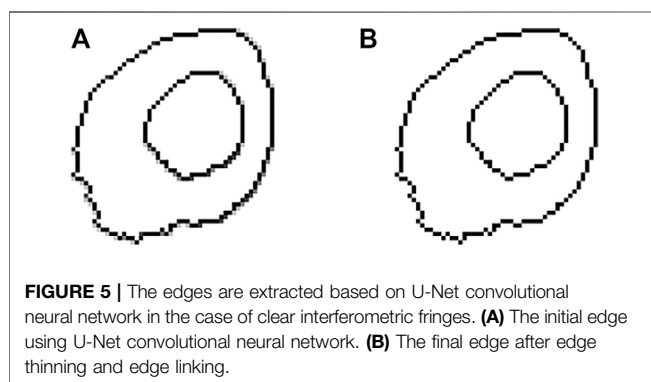 A B
FIGURE 5 | The edges are extracted based on U-Net convolutional
neural network in the case of clear interferometric fringes. (A) The initial edge
using U-Net convolutional neural network. (B) The final edge after edge
thinning and edge linking.